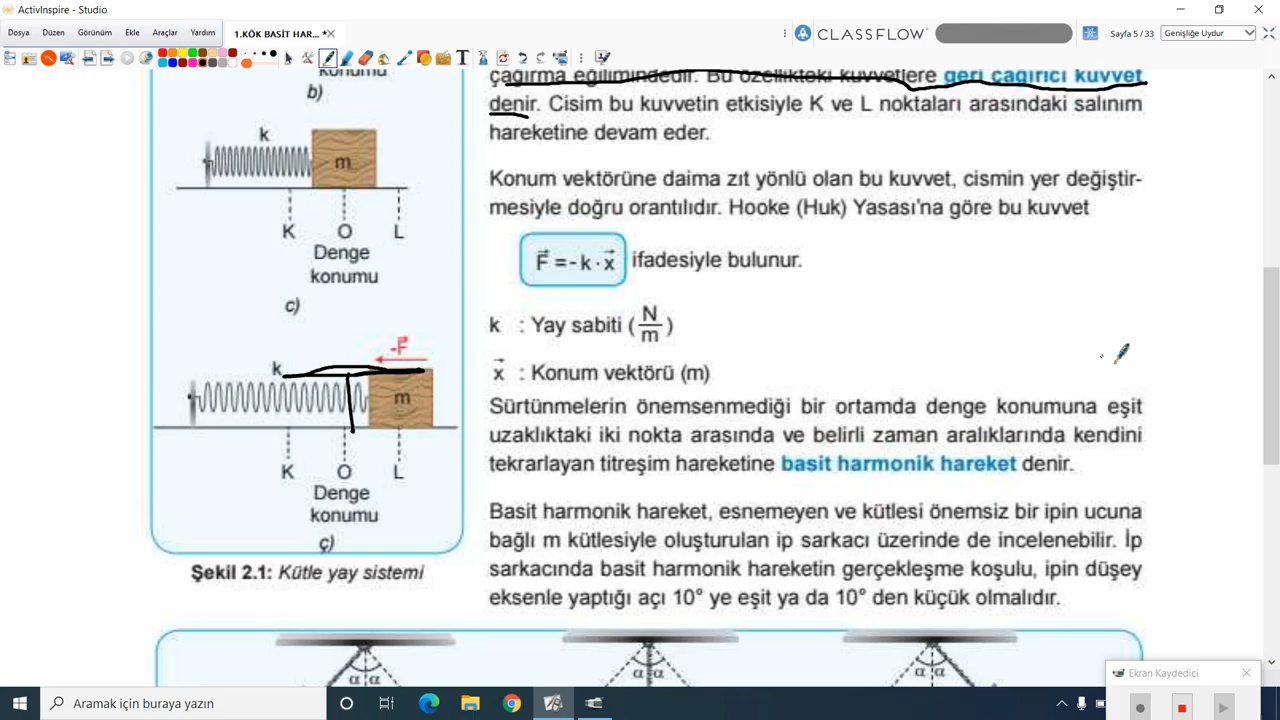 ActivInspire - Studio
Dosya Düzen Görünüm Ekle Araçlar Yardım
1.KÖK BASİT HAR... *
CLASSFLOW
Sayfa 5 / 33
Genişliğe Uydur
Konumu
b)
k
m
K O L
Denge
konumu
c)
-F
k
m
K O L
Denge
konumu
ç)
Şekil 2.1: Kütle yay sistemi
çağırma eğilimindedir. Bu özellikteki kuvvetlere geri çağırıcı kuvvet
denir. Cisim bu kuvvetin etkisiyle K ve L noktaları arasındaki salınım
hareketine devam eder.
Konum vektörüne daima zıt yönlü olan bu kuvvet, cismin yer değiştir-
mesiyle doğru orantılıdır. Hooke (Huk) Yasası'na göre bu kuvvet
F⃗ = -k · x⃗ ifadesiyle bulunur.
k : Yay sabiti (N/m)
x⃗ : Konum vektörü (m)
Sürtünmelerin önemsenmediği bir ortamda denge konumuna eşit
uzaklıktaki iki nokta arasında ve belirli zaman aralıklarında kendini
tekrarlayan titreşim hareketine basit harmonik hareket denir.
Basit harmonik hareket, esnemeyen ve kütlesi önemsiz bir ipin ucuna
bağlı m kütlesiyle oluşturulan ip sarkacı üzerinde de incelenebilir. İp
sarkacında basit harmonik hareketin gerçekleşme koşulu, ipin düşey
eksenle yaptığı açı 10° ye eşit ya da 10° den küçük olmalıdır.
α α α α α α
Ekran Kaydedici
Aramak için buraya yazın